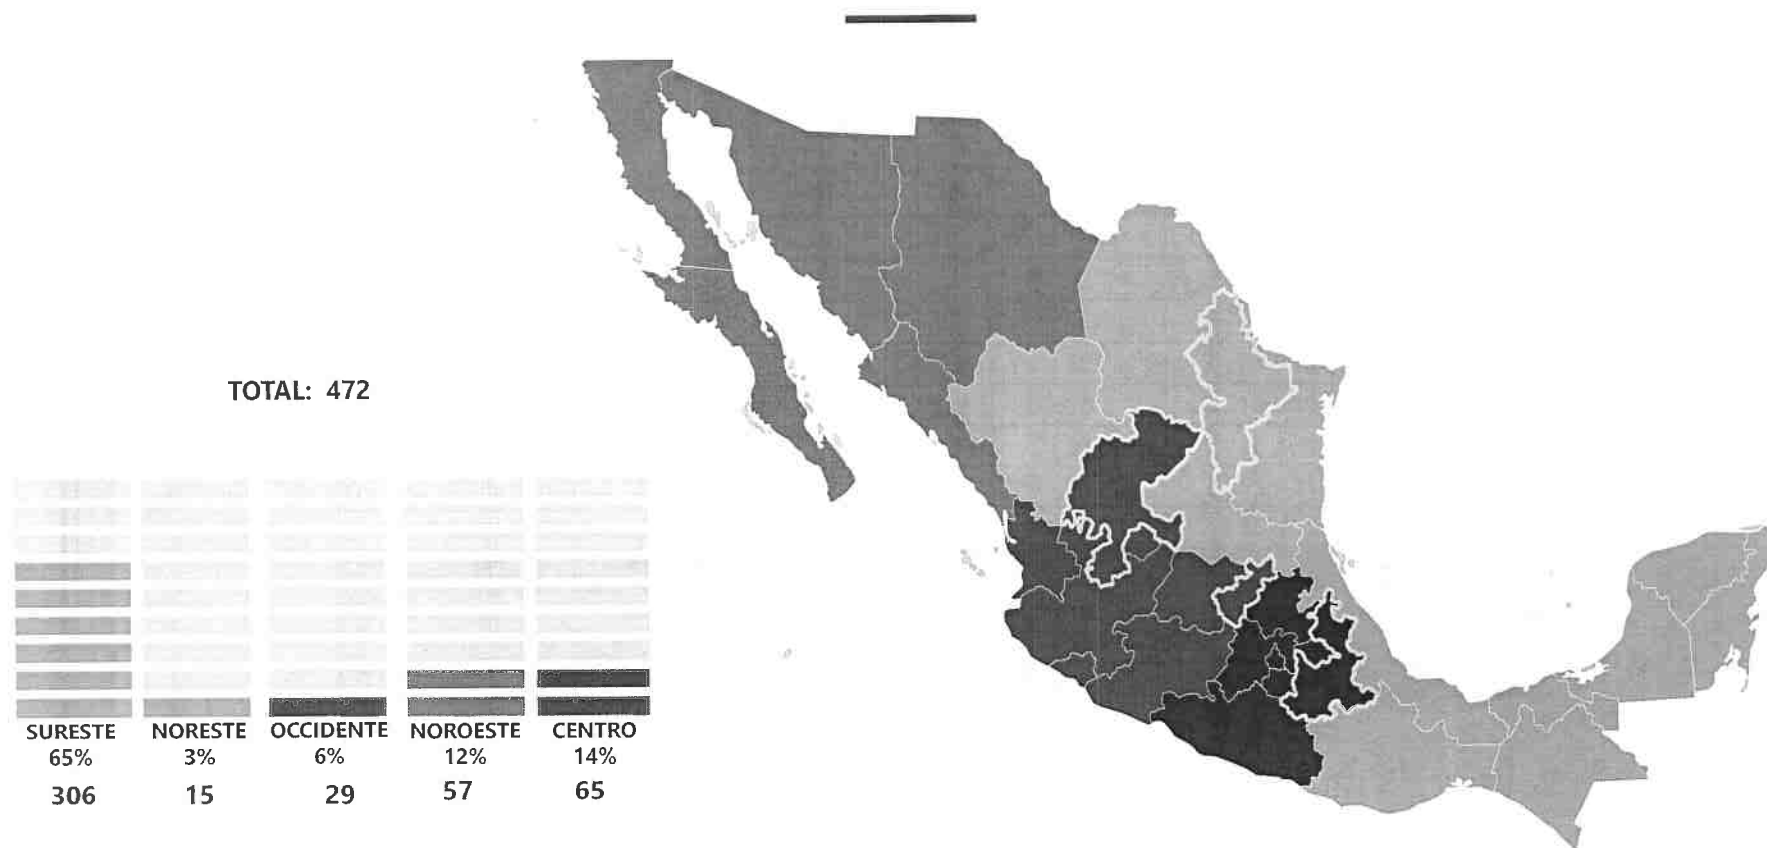 TOTAL: 472
SURESTE NORESTE OCCIDENTE NOROESTE CENTRO
65% 3% 6% 12% 14%
306 15 29 57 65